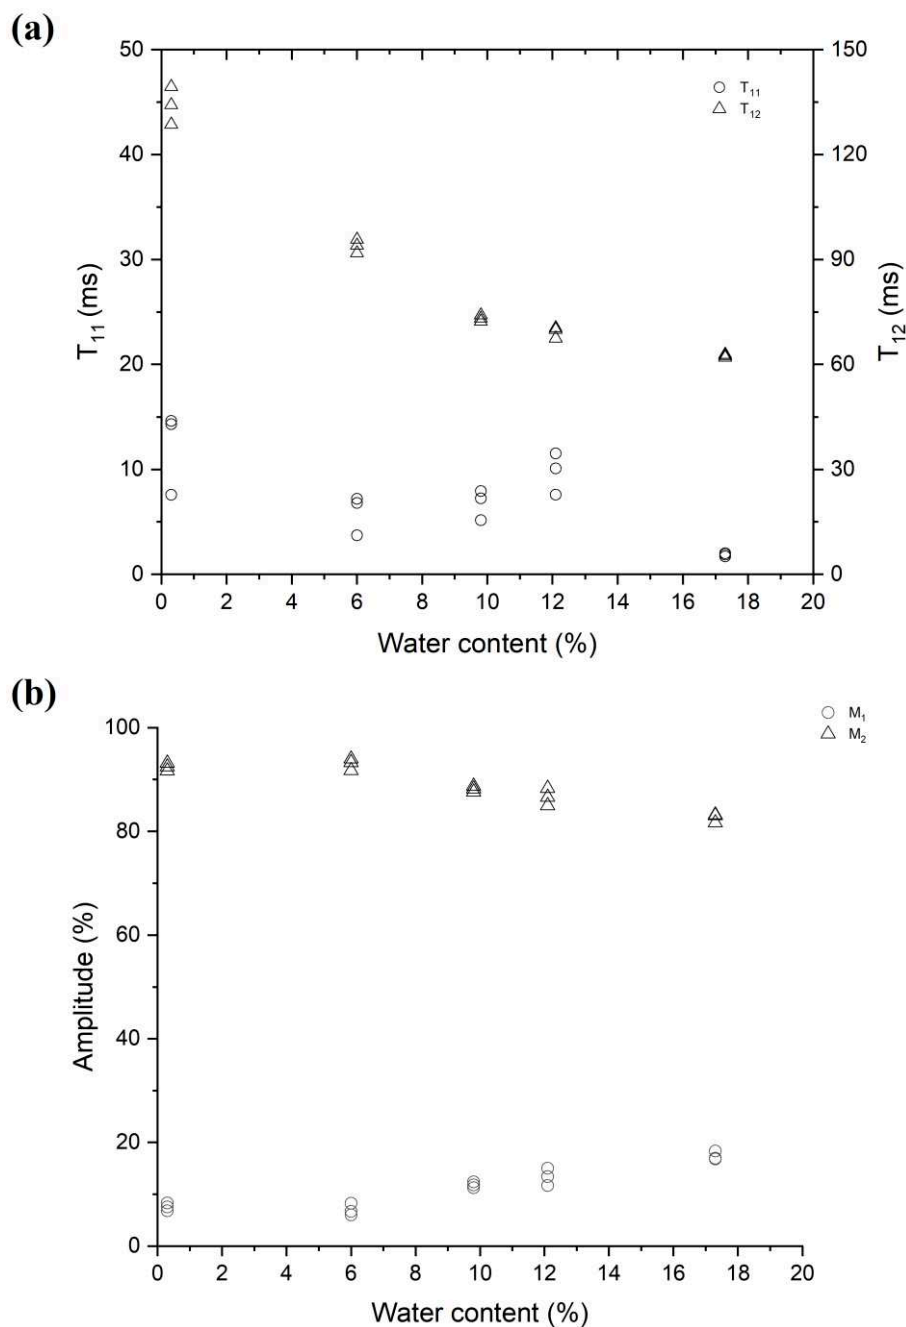 (a)
50
40
30
20
10
0
T₁₁ (ms)
150
120
90
60
30
0
T₁₂ (ms)
T₁₁
T₁₂
0 2 4 6 8 10 12 14 16 18 20
Water content (%)
(b)
100
80
60
40
20
0
Amplitude (%)
M₁
M₂
0 2 4 6 8 10 12 14 16 18 20
Water content (%)